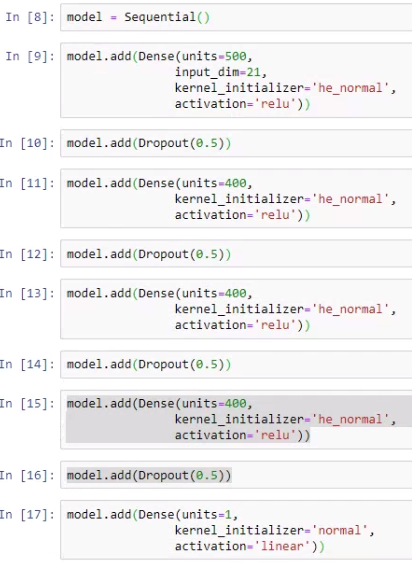 In [8]: model = Sequential()
In [9]: model.add(Dense(units=500,
input_dim=21,
kernel_initializer='he_normal',
activation='relu'))
In [10]: model.add(Dropout(0.5))
In [11]: model.add(Dense(units=400,
kernel_initializer='he_normal',
activation='relu'))
In [12]: model.add(Dropout(0.5))
In [13]: model.add(Dense(units=400,
kernel_initializer='he_normal',
activation='relu'))
In [14]: model.add(Dropout(0.5))
In [15]: model.add(Dense(units=400,
kernel_initializer='he_normal',
activation='relu'))
In [16]: model.add(Dropout(0.5))
In [17]: model.add(Dense(units=1,
kernel_initializer='normal',
activation='linear'))